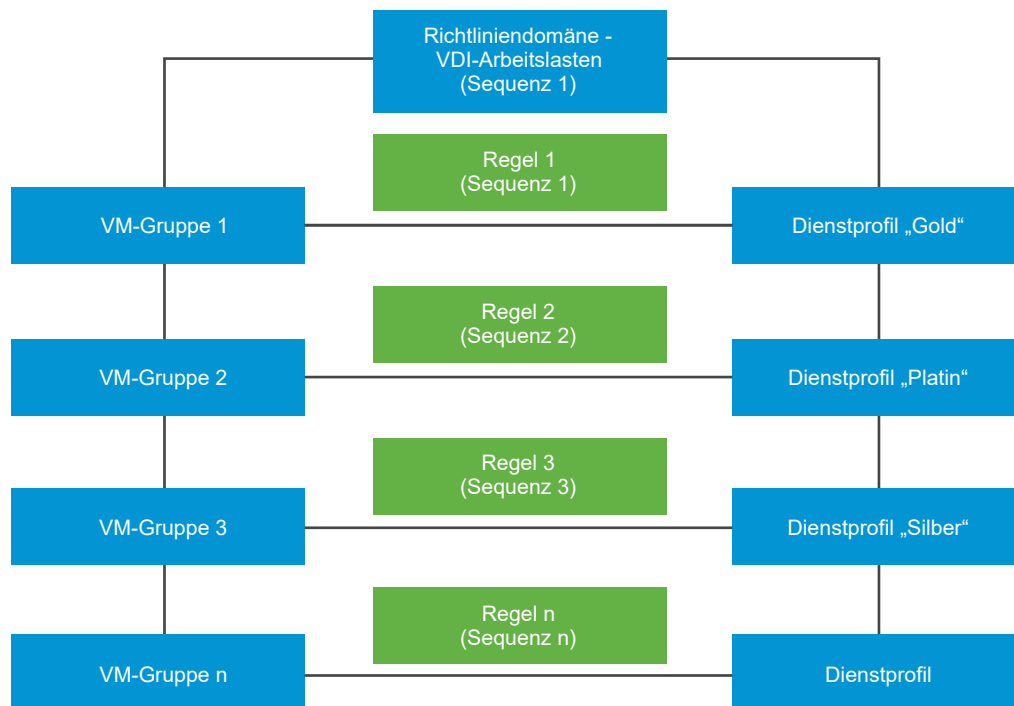 Richtliniendomäne -
VDI-Arbeitslasten
(Sequenz 1)
Regel 1
(Sequenz 1)
VM-Gruppe 1
Dienstprofil „Gold“
Regel 2
(Sequenz 2)
VM-Gruppe 2
Dienstprofil „Platin“
Regel 3
(Sequenz 3)
VM-Gruppe 3
Dienstprofil „Silber“
Regel n
(Sequenz n)
VM-Gruppe n
Dienstprofil